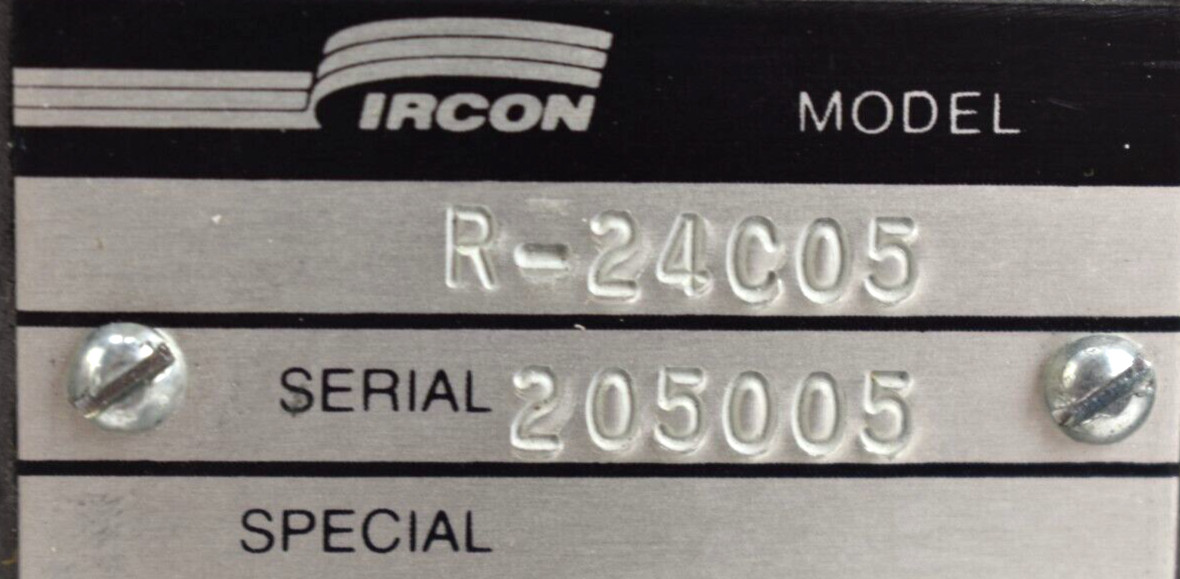 IRCON MODEL
R-24C05
SERIAL 205005
SPECIAL